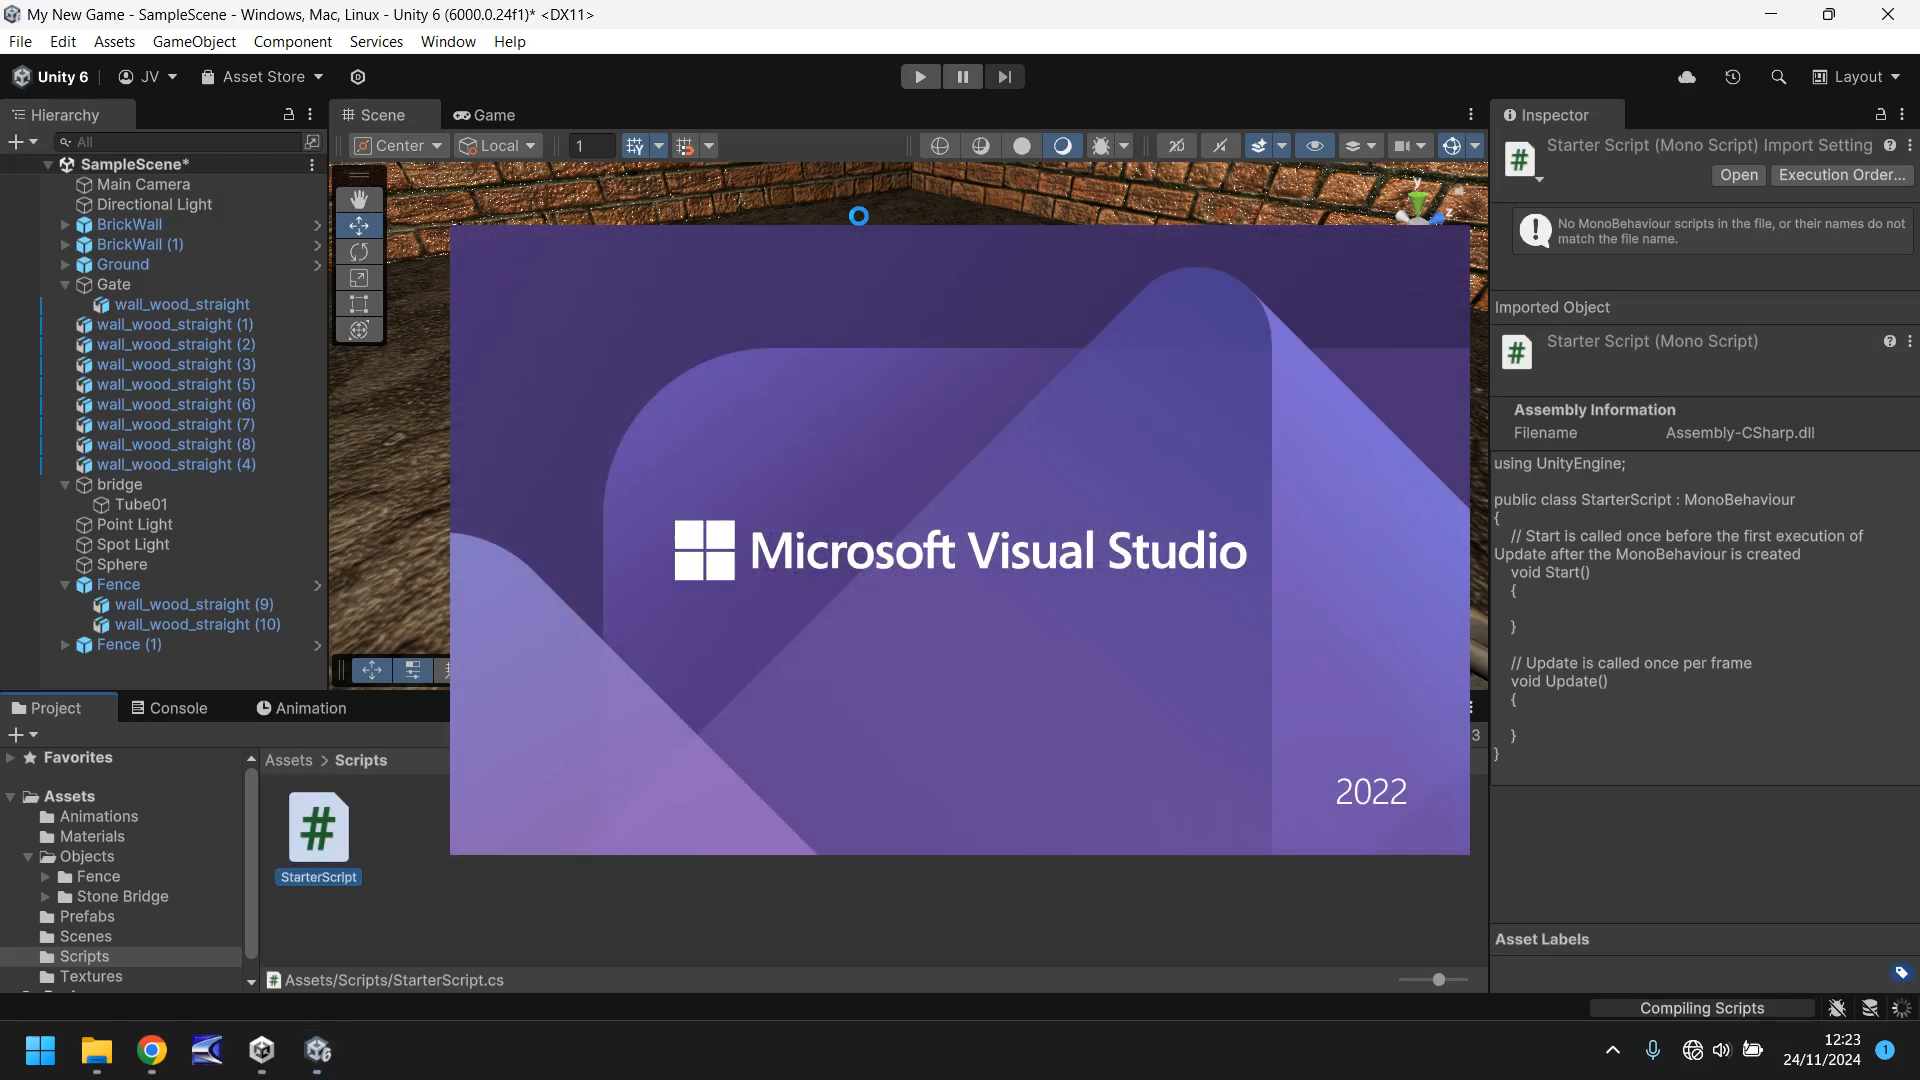 My New Game - SampleScene - Windows, Mac, Linux - Unity 6 (6000.0.24f1)* <DX11>
File Edit Assets GameObject Component Services Window Help
Unity 6 JV Asset Store Layout
Hierarchy
All
SampleScene*
Main Camera
Directional Light
BrickWall
BrickWall (1)
Ground
Gate
wall_wood_straight
wall_wood_straight (1)
wall_wood_straight (2)
wall_wood_straight (3)
wall_wood_straight (5)
wall_wood_straight (6)
wall_wood_straight (7)
wall_wood_straight (8)
wall_wood_straight (4)
bridge
Tube01
Point Light
Spot Light
Sphere
Fence
wall_wood_straight (9)
wall_wood_straight (10)
Fence (1)
Scene Game
Center Local 1
Microsoft Visual Studio
2022
Inspector
Starter Script (Mono Script) Import Setting
Open Execution Order...
No MonoBehaviour scripts in the file, or their names do not
match the file name.
Imported Object
Starter Script (Mono Script)
Assembly Information
Filename Assembly-CSharp.dll
using UnityEngine;
public class StarterScript : MonoBehaviour
{
// Start is called once before the first execution of
Update after the MonoBehaviour is created
void Start()
{
}
// Update is called once per frame
void Update()
{
}
}
Asset Labels
Project Console Animation
3
Favorites
Assets
Animations
Materials
Objects
Fence
Stone Bridge
Prefabs
Scenes
Scripts
Textures
Assets > Scripts
StarterScript
Assets/Scripts/StarterScript.cs
Compiling Scripts
12:23
24/11/2024
1